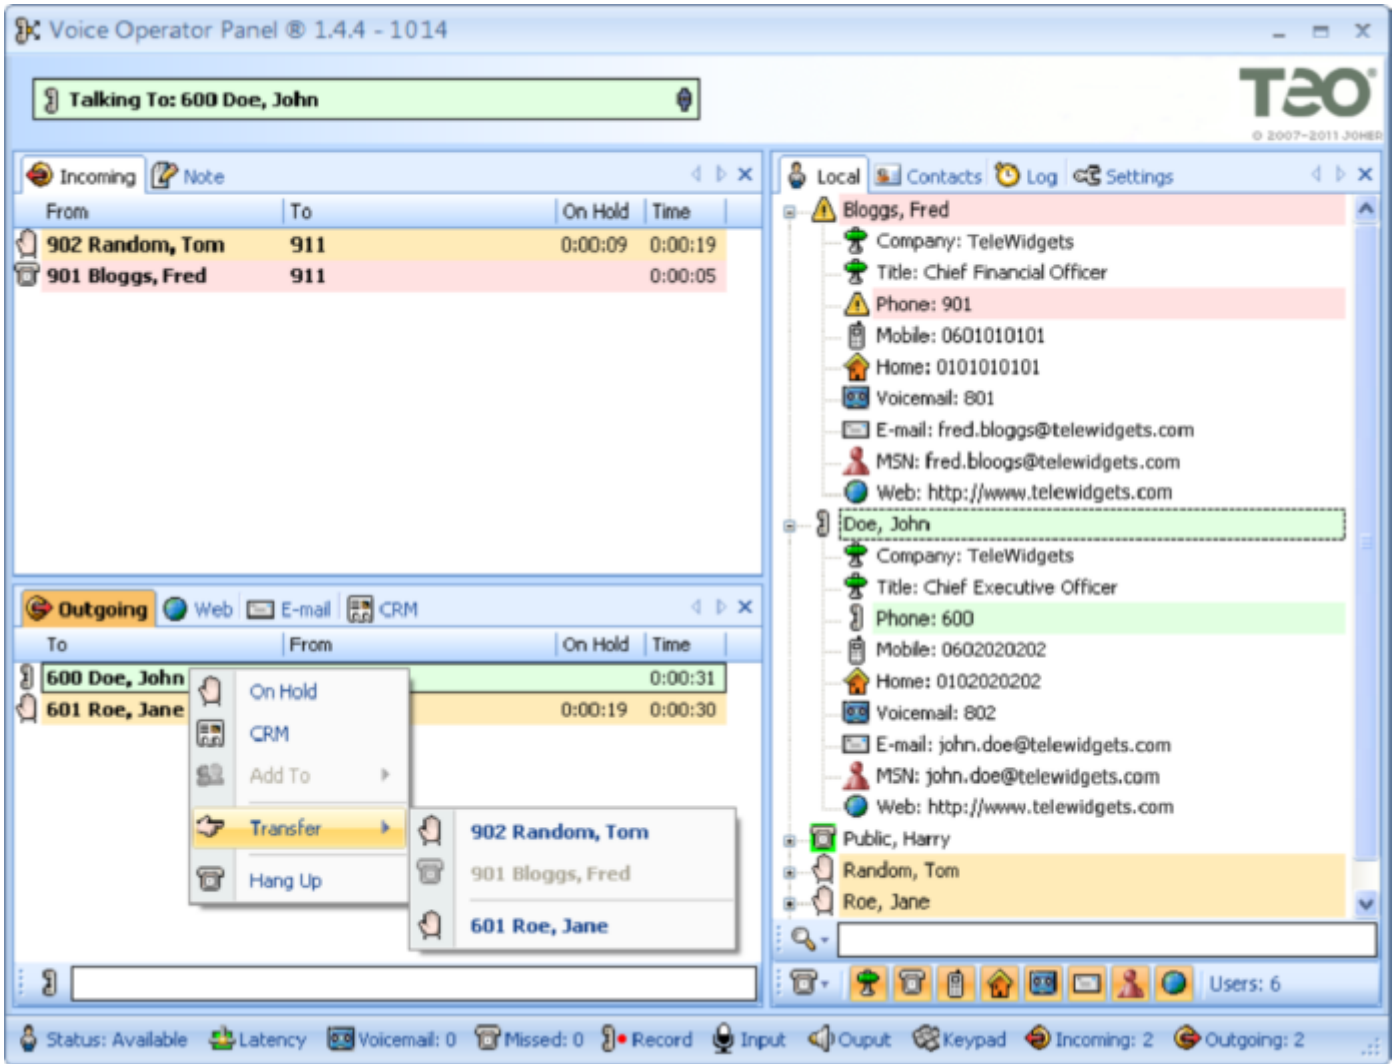 Voice Operator Panel ® 1.4.4 - 1014
Talking To: 600 Doe, John
TEO
© 2007-2011 JOHER
Incoming Note
From To On Hold Time
902 Random, Tom 911 0:00:09 0:00:19
901 Bloggs, Fred 911 0:00:05
Outgoing Web E-mail CRM
To From On Hold Time
600 Doe, John 0:00:31
601 Roe, Jane 0:00:19 0:00:30
On Hold
CRM
Add To
Transfer
Hang Up
902 Random, Tom
901 Bloggs, Fred
601 Roe, Jane
Local Contacts Log Settings
Bloggs, Fred
Company: TeleWidgets
Title: Chief Financial Officer
Phone: 901
Mobile: 0601010101
Home: 0101010101
Voicemail: 801
E-mail: fred.bloggs@telewidgets.com
MSN: fred.bloogs@telewidgets.com
Web: http://www.telewidgets.com
Doe, John
Company: TeleWidgets
Title: Chief Executive Officer
Phone: 600
Mobile: 0602020202
Home: 0102020202
Voicemail: 802
E-mail: john.doe@telewidgets.com
MSN: john.doe@telewidgets.com
Web: http://www.telewidgets.com
Public, Harry
Random, Tom
Roe, Jane
Users: 6
Status: Available Latency Voicemail: 0 Missed: 0 Record Input Ouput Keypad Incoming: 2 Outgoing: 2